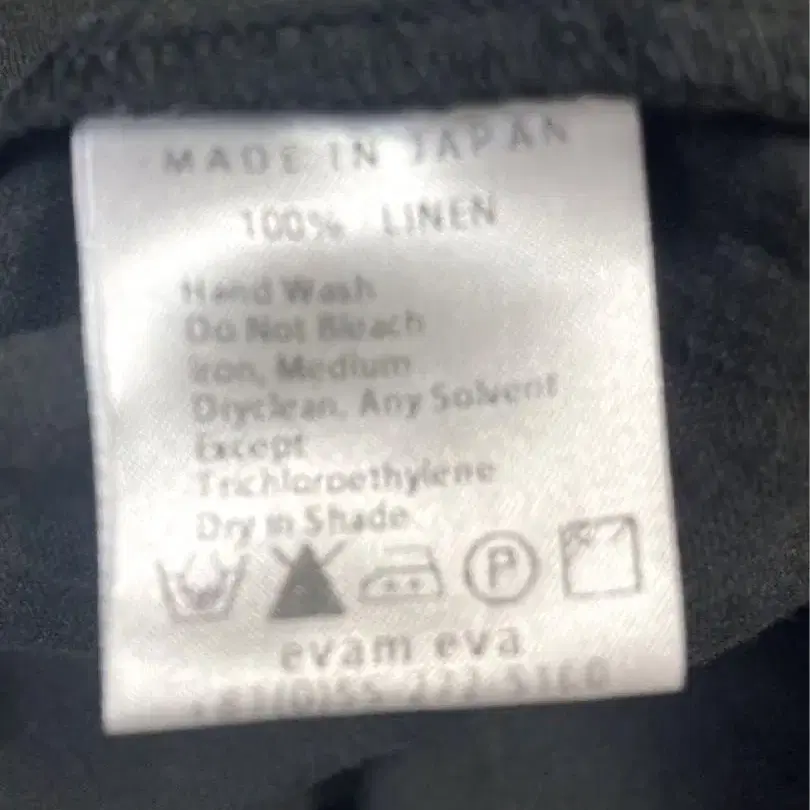 MADE IN JAPAN
100% LINEN
Hand Wash
Do Not Bleach
Iron, Medium
Dryclean, Any Solvent
Except
Trichloroethylene
Dry in Shade
P
evam eva